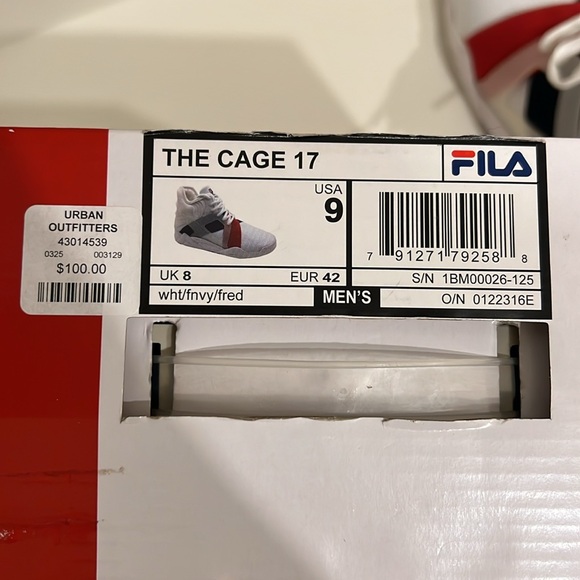 THE CAGE 17
FILA
USA
9
7 91271 79258 8
UK 8 EUR 42
S/N 1BM00026-125
wht/fnvy/fred
MEN'S
O/N 0122316E
URBAN
OUTFITTERS
43014539
0325 003129
$100.00